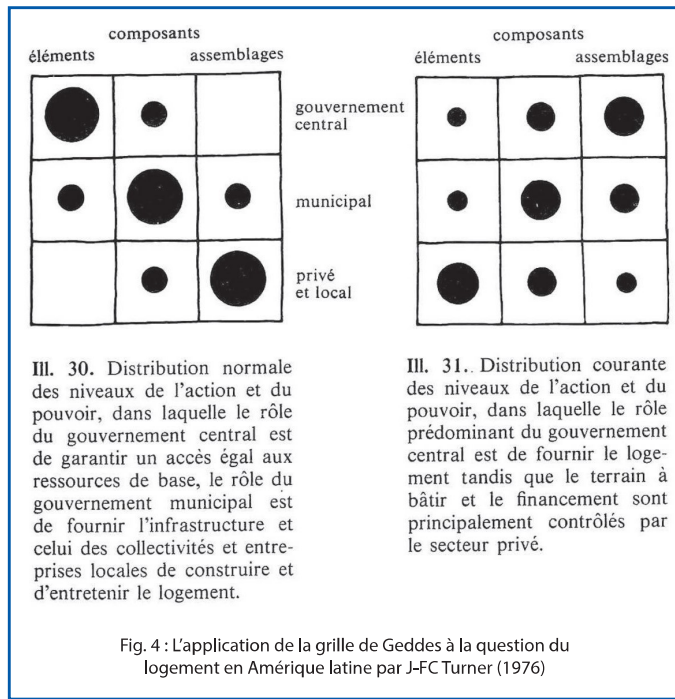 composants
éléments assemblages
gouvernement
central
municipal
privé
et local
composants
éléments assemblages
Ill. 30. Distribution normale
des niveaux de l'action et du
pouvoir, dans laquelle le rôle
du gouvernement central est
de garantir un accès égal aux
ressources de base, le rôle du
gouvernement municipal est
de fournir l'infrastructure et
celui des collectivités et entre-
prises locales de construire et
d'entretenir le logement.
Ill. 31.. Distribution courante
des niveaux de l'action et du
pouvoir, dans laquelle le rôle
prédominant du gouvernement
central est de fournir le loge-
ment tandis que le terrain à
bâtir et le financement sont
principalement contrôlés par
le secteur privé.
Fig. 4 : L'application de la grille de Geddes à la question du
logement en Amérique latine par J-FC Turner (1976)